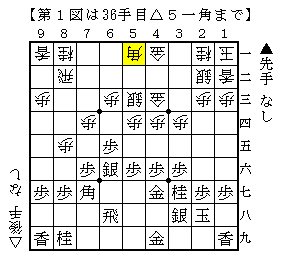 【第１図は36手目△５一角まで】
９ ８ ７ ６ ５ ４ ３ ２ １
香 桂 角 金 桂 王 一
飛 銀 香 二
歩 歩 銀 金 歩 歩 三
歩 歩 歩 歩 四
歩 歩 五
歩 銀 歩 歩 歩 六
歩 歩 角 金 桂 歩 歩 七
飛 銀 玉 八
香 桂 金 香 九
▲先手 なし
△後手 なし